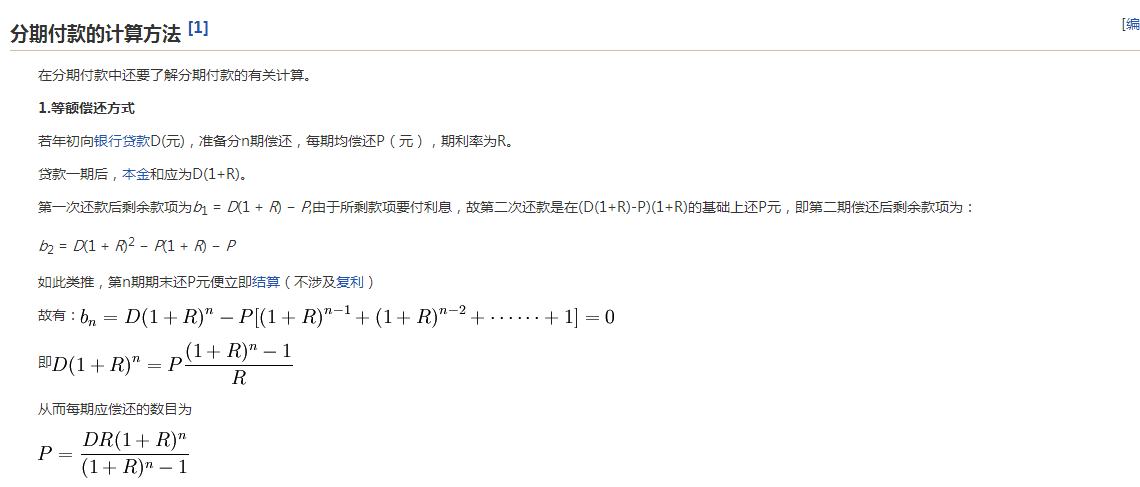 分期付款的计算方法 [1]
[编
在分期付款中还要了解分期付款的有关计算。
1.等额偿还方式
若年初向银行贷款D(元)，准备分n期偿还，每期均偿还P（元），期利率为R。
贷款一期后，本金和应为D(1+R)。
第一次还款后剩余款项为b₁ = D(1 + R) − P,由于所剩款项要付利息，故第二次还款是在(D(1+R)-P)(1+R)的基础上还P元，即第二期偿还后剩余款项为：
b₂ = D(1 + R)² − P(1 + R) − P
如此类推，第n期期末还P元便立即结算（不涉及复利）
故有：bₙ = D(1 + R)ⁿ − P[(1 + R)ⁿ⁻¹ + (1 + R)ⁿ⁻² + ⋯⋯ + 1] = 0
即D(1 + R)ⁿ = P \frac{(1 + R)ⁿ − 1}{R}
从而每期应偿还的数目为
P = \frac{DR(1 + R)ⁿ}{(1 + R)ⁿ − 1}